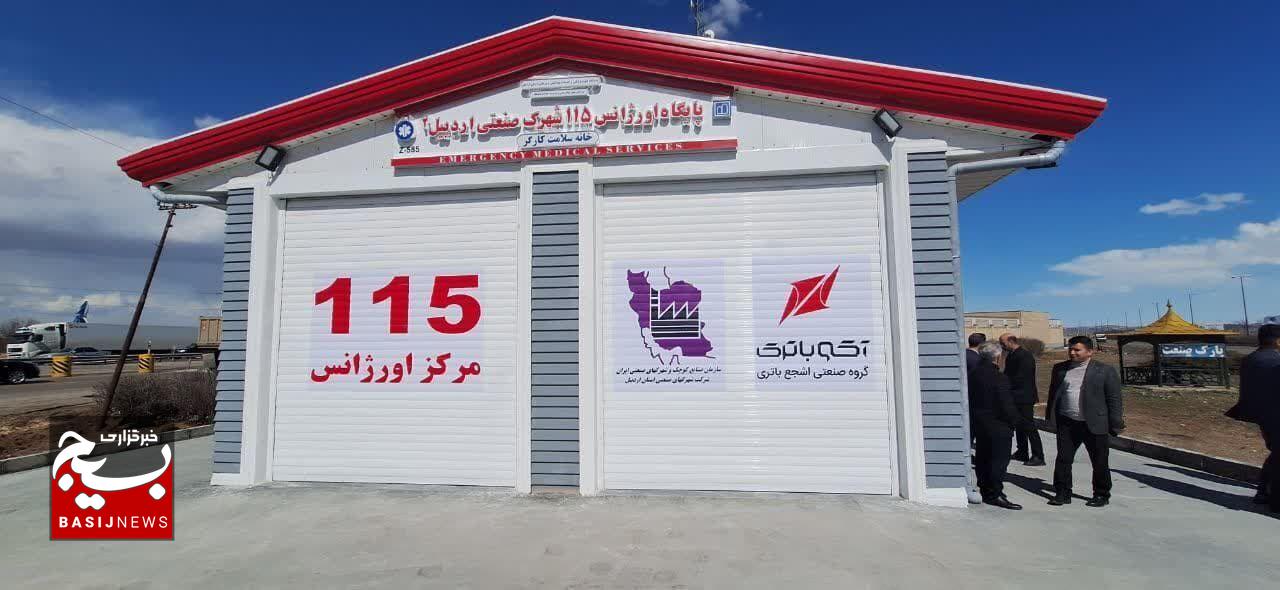 پایگاه اورژانس ۱۱۵ شهرک صنعتی اردبیل ۲
خانه سلامت کارگر
Z-585
EMERGENCY MEDICAL SERVICES
115
مرکز اورژانس
سازمان صنایع کوچک و شهرکهای صنعتی ایران
شرکت شهرکهای صنعتی استان اردبیل
آکو باتری
گروه صنعتی اشجع باتری
پارک صنعت
خبرگزاری
بسیج
BASIJNEWS